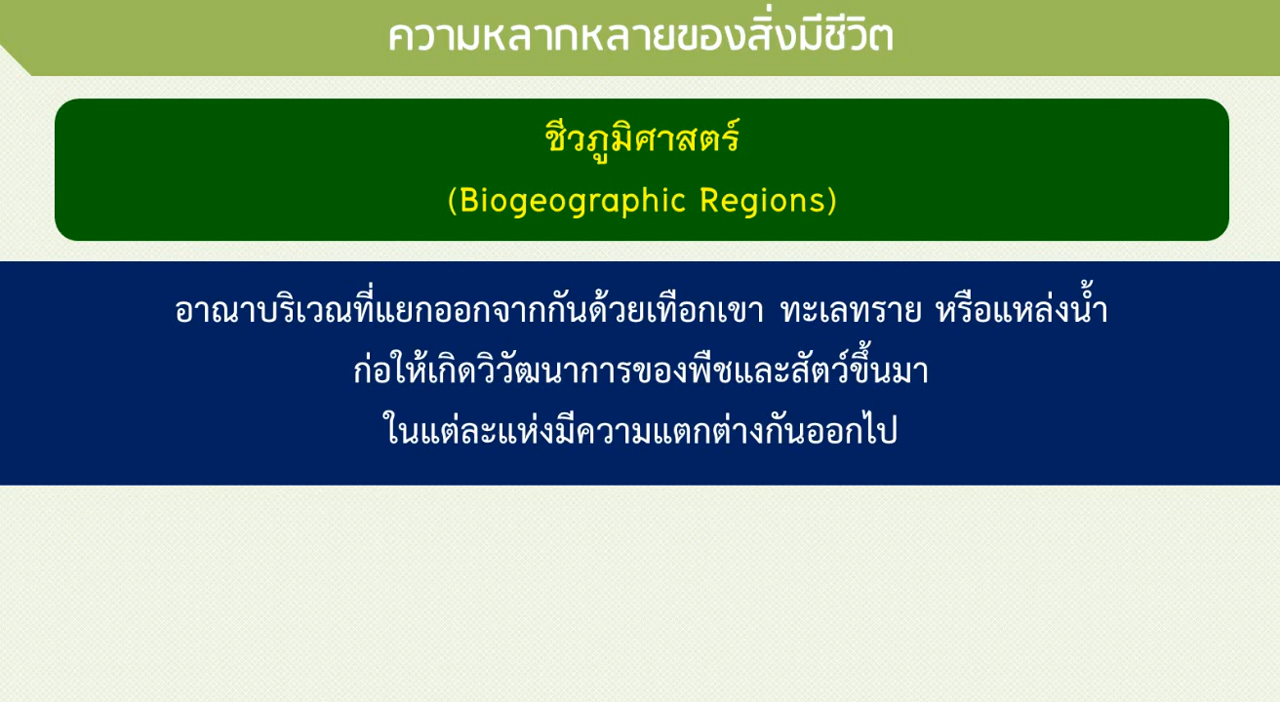 ความหลากหลายของสิ่งมีชีวิต
ชีวภูมิศาสตร์
(Biogeographic Regions)
อาณาบริเวณที่แยกออกจากกันด้วยเทือกเขา ทะเลทราย หรือแหล่งน้ำ
ก่อให้เกิดวิวัฒนาการของพืชและสัตว์ขึ้นมา
ในแต่ละแห่งมีความแตกต่างกันออกไป